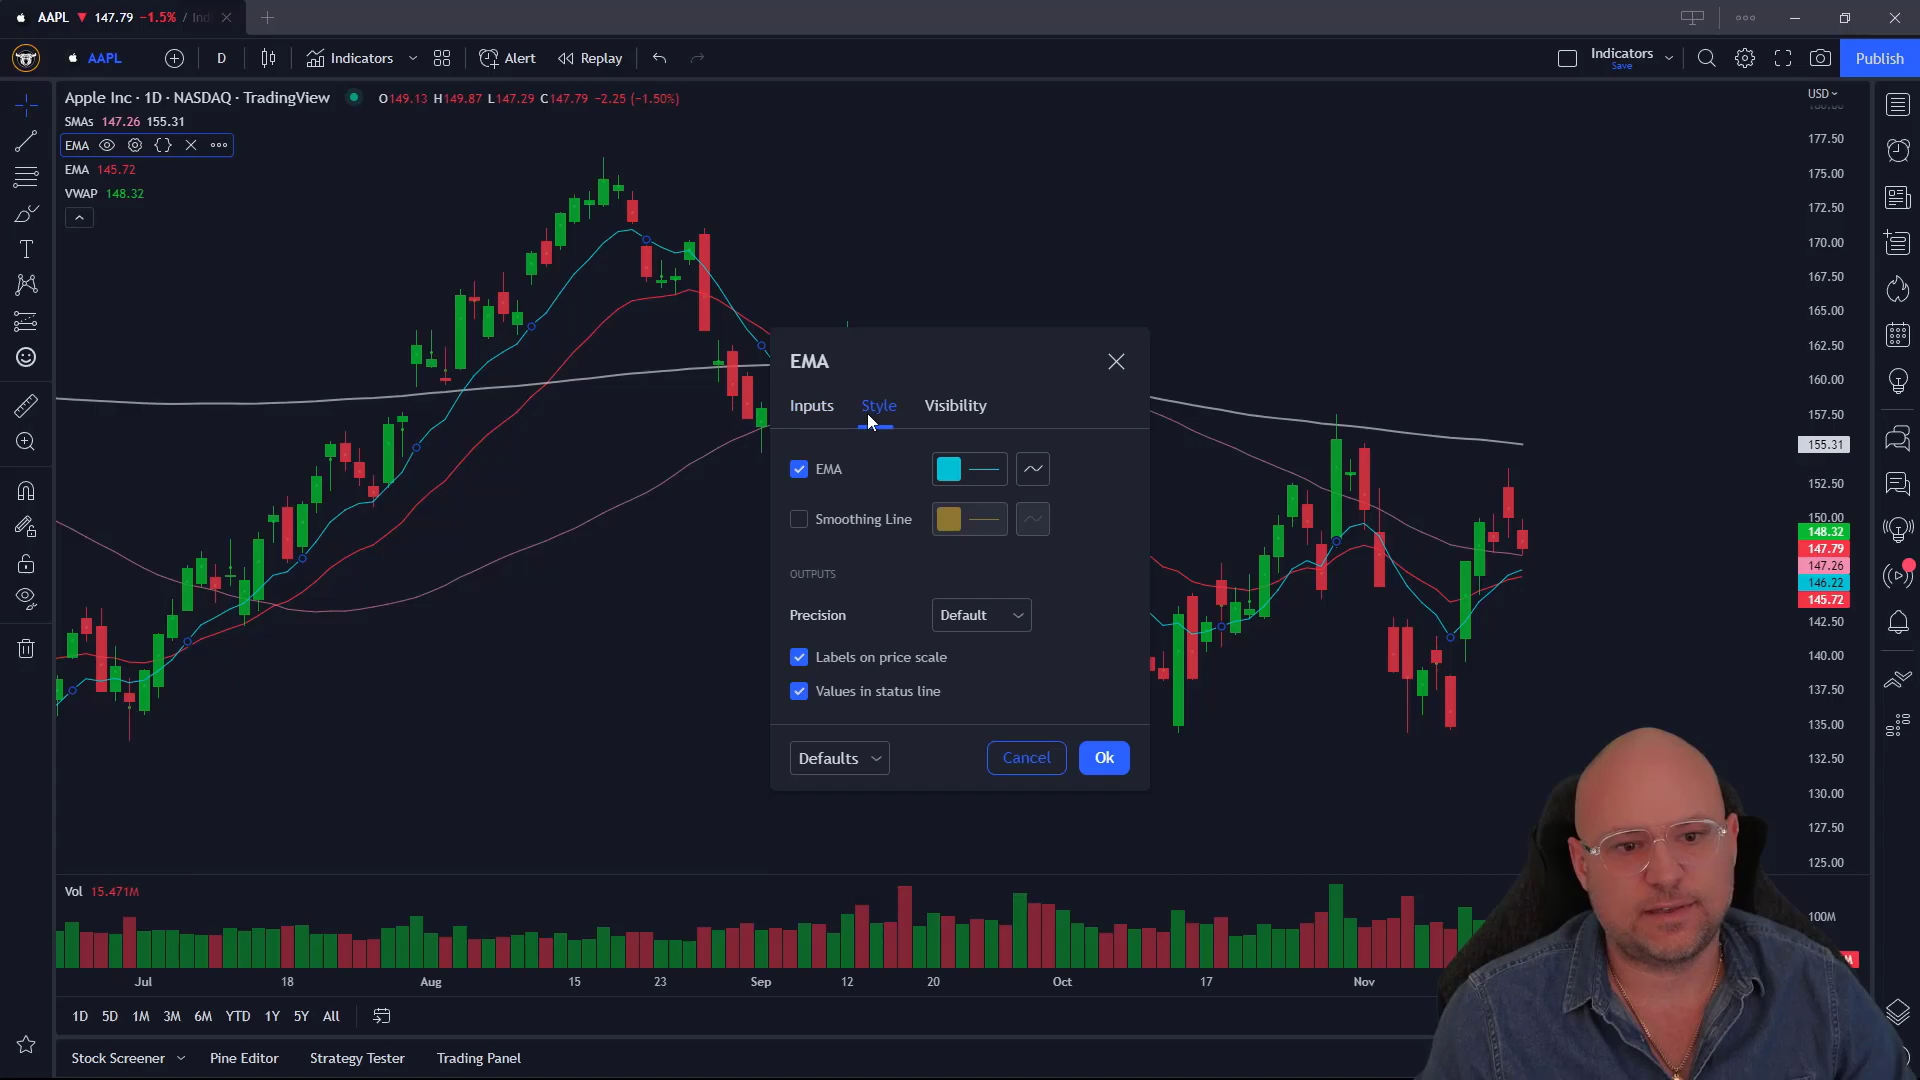 AAPL ▼ 147.79 −1.5% / Ind
AAPL D Indicators Alert Replay Indicators Save Publish
Apple Inc · 1D · NASDAQ · TradingView O149.13 H149.87 L147.29 C147.79 −2.25 (−1.50%) USD
SMAs 147.26 155.31
EMA
EMA 145.72
VWAP 148.32
177.50
175.00
172.50
170.00
167.50
165.00
162.50
160.00
157.50
155.31
152.50
150.00
148.32
147.79
147.26
146.22
145.72
142.50
140.00
137.50
135.00
132.50
130.00
127.50
125.00
EMA
Inputs Style Visibility
EMA
Smoothing Line
OUTPUTS
Precision Default
Labels on price scale
Values in status line
Defaults Cancel Ok
Vol 15.471M
100M
M
Jul 18 Aug 15 23 Sep 12 20 Oct 17 Nov
1D 5D 1M 3M 6M YTD 1Y 5Y All
Stock Screener Pine Editor Strategy Tester Trading Panel